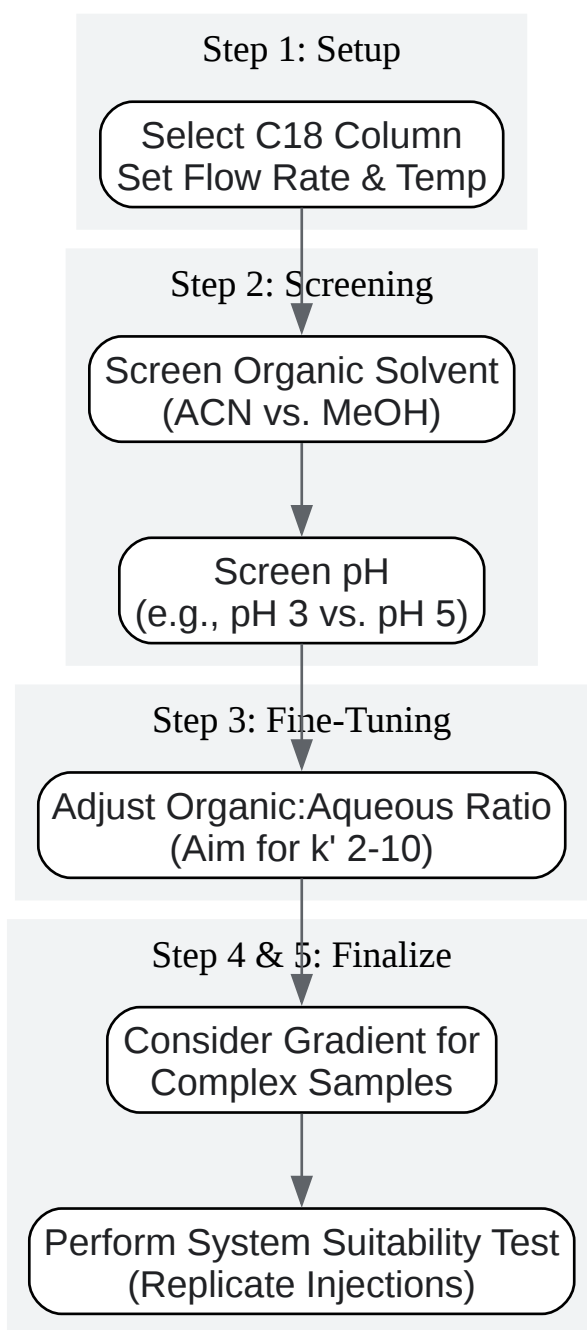 Step 1: Setup
Select C18 Column
Set Flow Rate & Temp
Step 2: Screening
Screen Organic Solvent
(ACN vs. MeOH)
Screen pH
(e.g., pH 3 vs. pH 5)
Step 3: Fine-Tuning
Adjust Organic:Aqueous Ratio
(Aim for k' 2-10)
Step 4 & 5: Finalize
Consider Gradient for
Complex Samples
Perform System Suitability Test
(Replicate Injections)